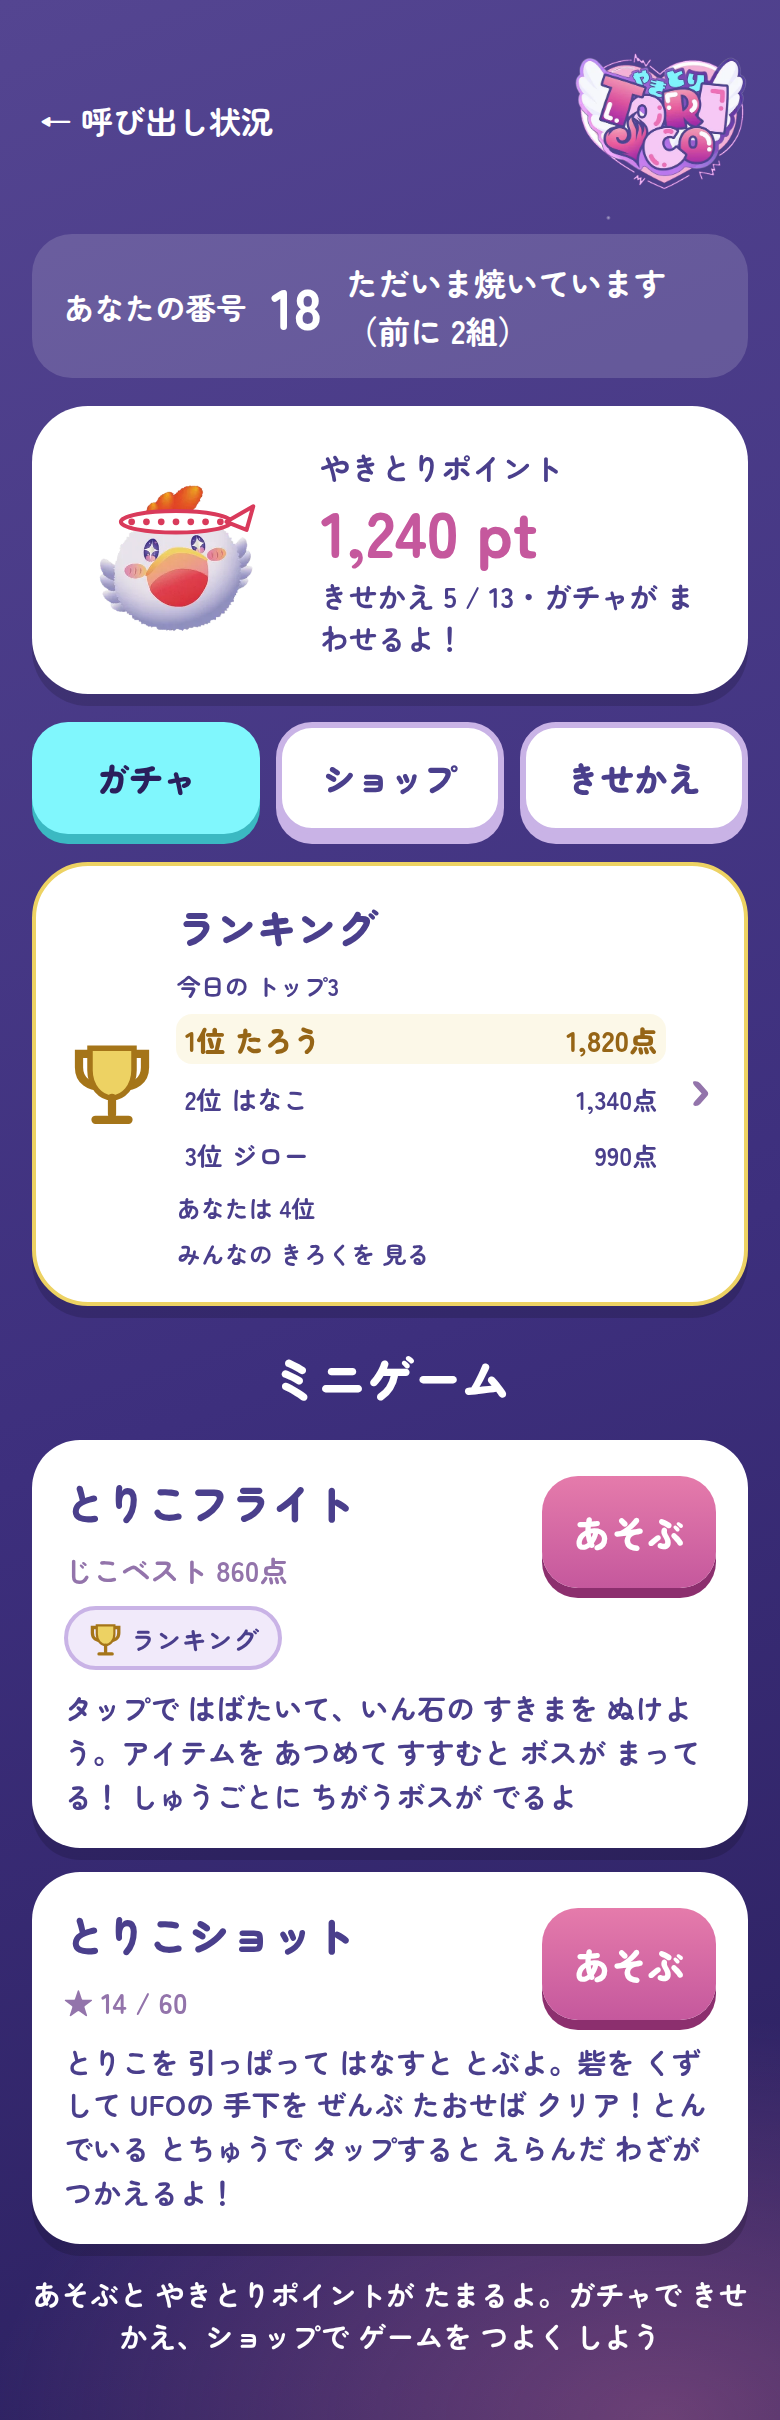 ← 呼び出し状況
やきとり
TORI
CO
あなたの番号 18 ただいま焼いています
（前に 2組）
やきとりポイント
1,240 pt
きせかえ 5 / 13・ガチャが ま
わせるよ！
ガチャ ショップ きせかえ
ランキング
今日の トップ3
1位 たろう 1,820点
2位 はなこ 1,340点
3位 ジロー 990点
あなたは 4位
みんなの きろくを 見る
ミニゲーム
とりこフライト
あそぶ
じこベスト 860点
ランキング
タップで はばたいて、いん石の すきまを ぬけよ
う。アイテムを あつめて すすむと ボスが まって
る！ しゅうごとに ちがうボスが でるよ
とりこショット
あそぶ
★ 14 / 60
とりこを 引っぱって はなすと とぶよ。砦を くず
して UFOの 手下を ぜんぶ たおせば クリア！とん
でいる とちゅうで タップすると えらんだ わざが
つかえるよ！
あそぶと やきとりポイントが たまるよ。ガチャで きせ
かえ、ショップで ゲームを つよく しよう